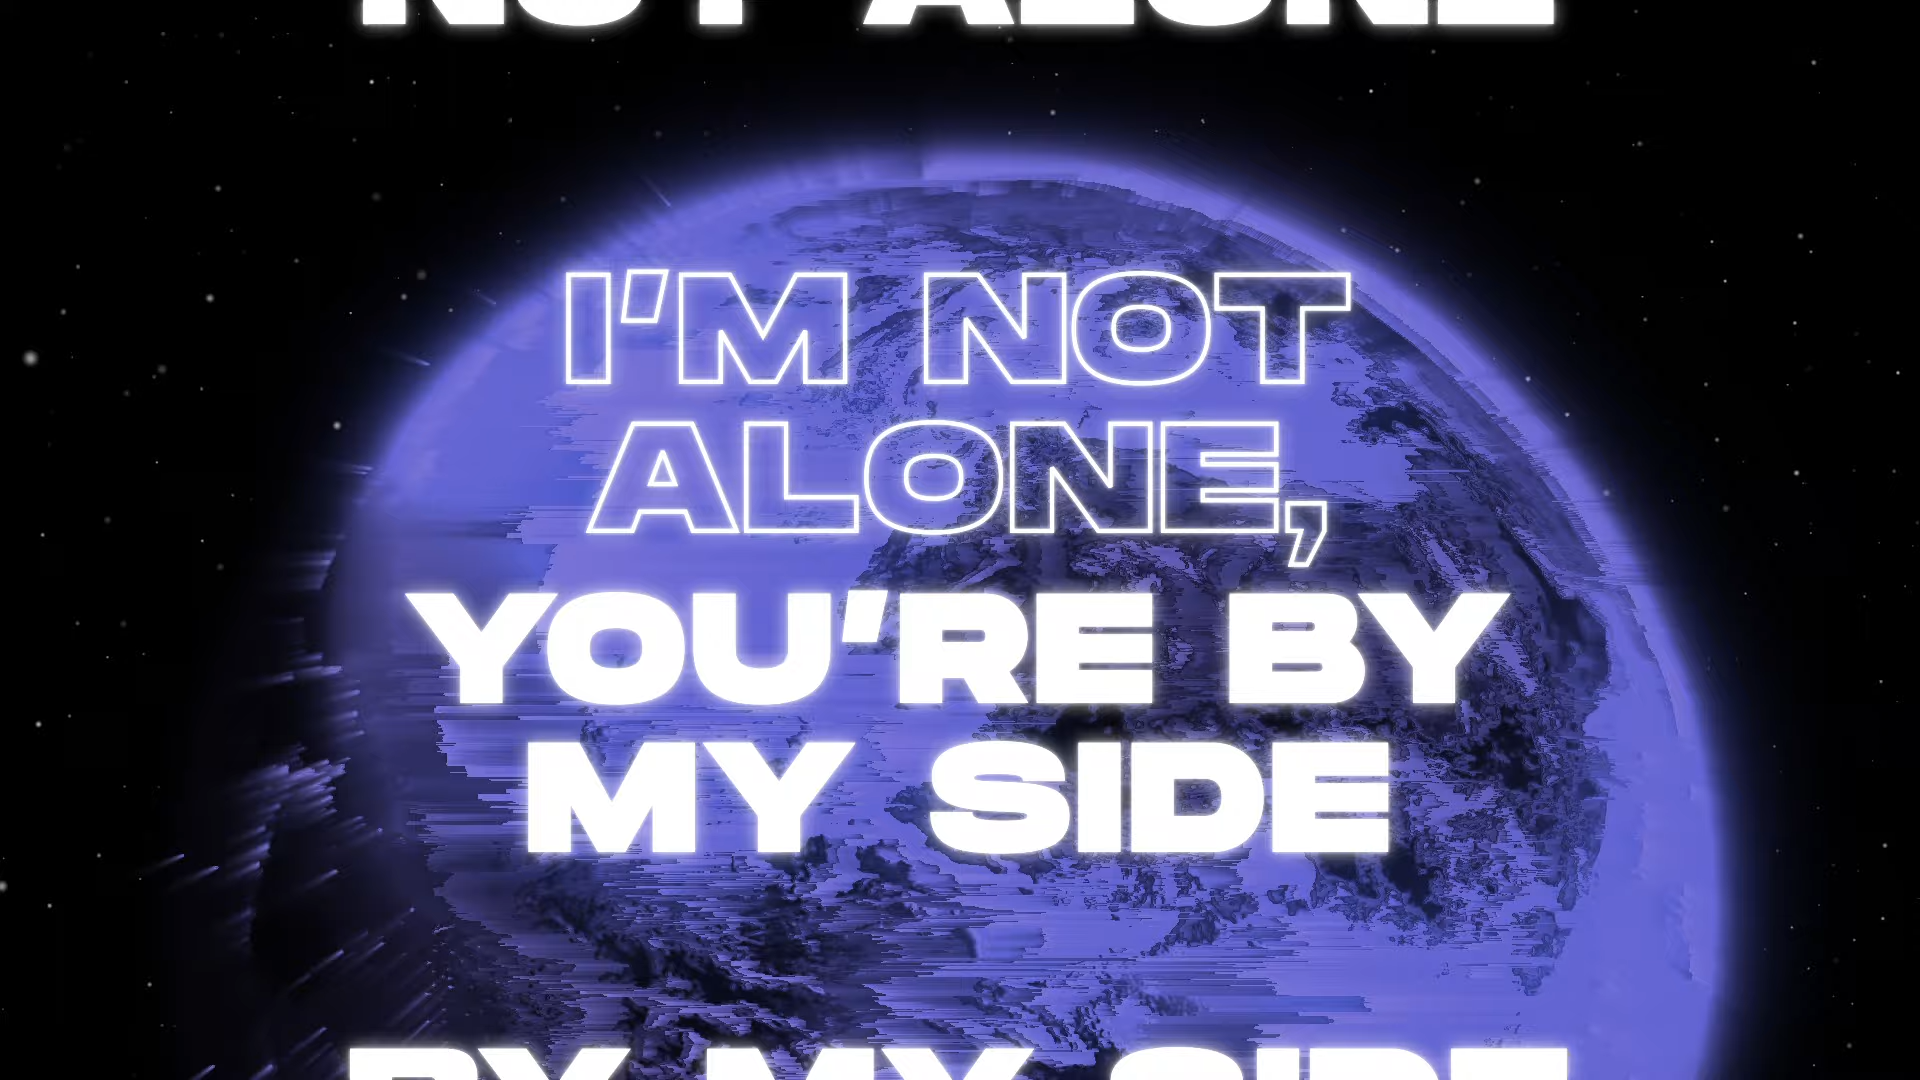 NOT ALONE
I'M NOT
ALONE,
YOU'RE BY
MY SIDE
BY MY SIDE